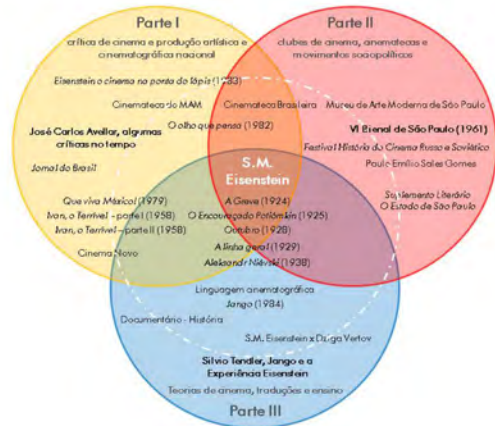 Parte I
crítica de cinema e produção artística e
cinematográfica nacional
Eisenstein o cinema na ponta do lápis (1983)
Cinemateca do MAM
O olho que pensa (1982)
José Carlos Avellar, algumas
críticas no tempo
Jornal do Brasil
Que viva México! (1979)
Ivan, o Terrível - parte I (1958)
Ivan, o Terrível - parte II (1958)
Cinema Novo
Parte II
clubes de cinema, cinematecas e
movimentos sociopolíticos
Cinemateca Brasileira
Museu de Arte Moderna de São Paulo
VI Bienal de São Paulo (1961)
Festival História do Cinema Russo e Soviético
Paulo Emílio Sales Gomes
Suplemento Literário
O Estado de São Paulo
S.M.
Eisenstein
A Greve (1924)
O Encouraçado Potiômkin (1925)
Outubro (1928)
A linha geral (1929)
Aleksandr Niévski (1938)
Linguagem cinematográfica
Jango (1984)
Documentário - História
S.M. Eisenstein x Dziga Vertov
Silvio Tendler, Jango e a
Experiência Eisenstein
Teorias de cinema, traduções e ensino
Parte III